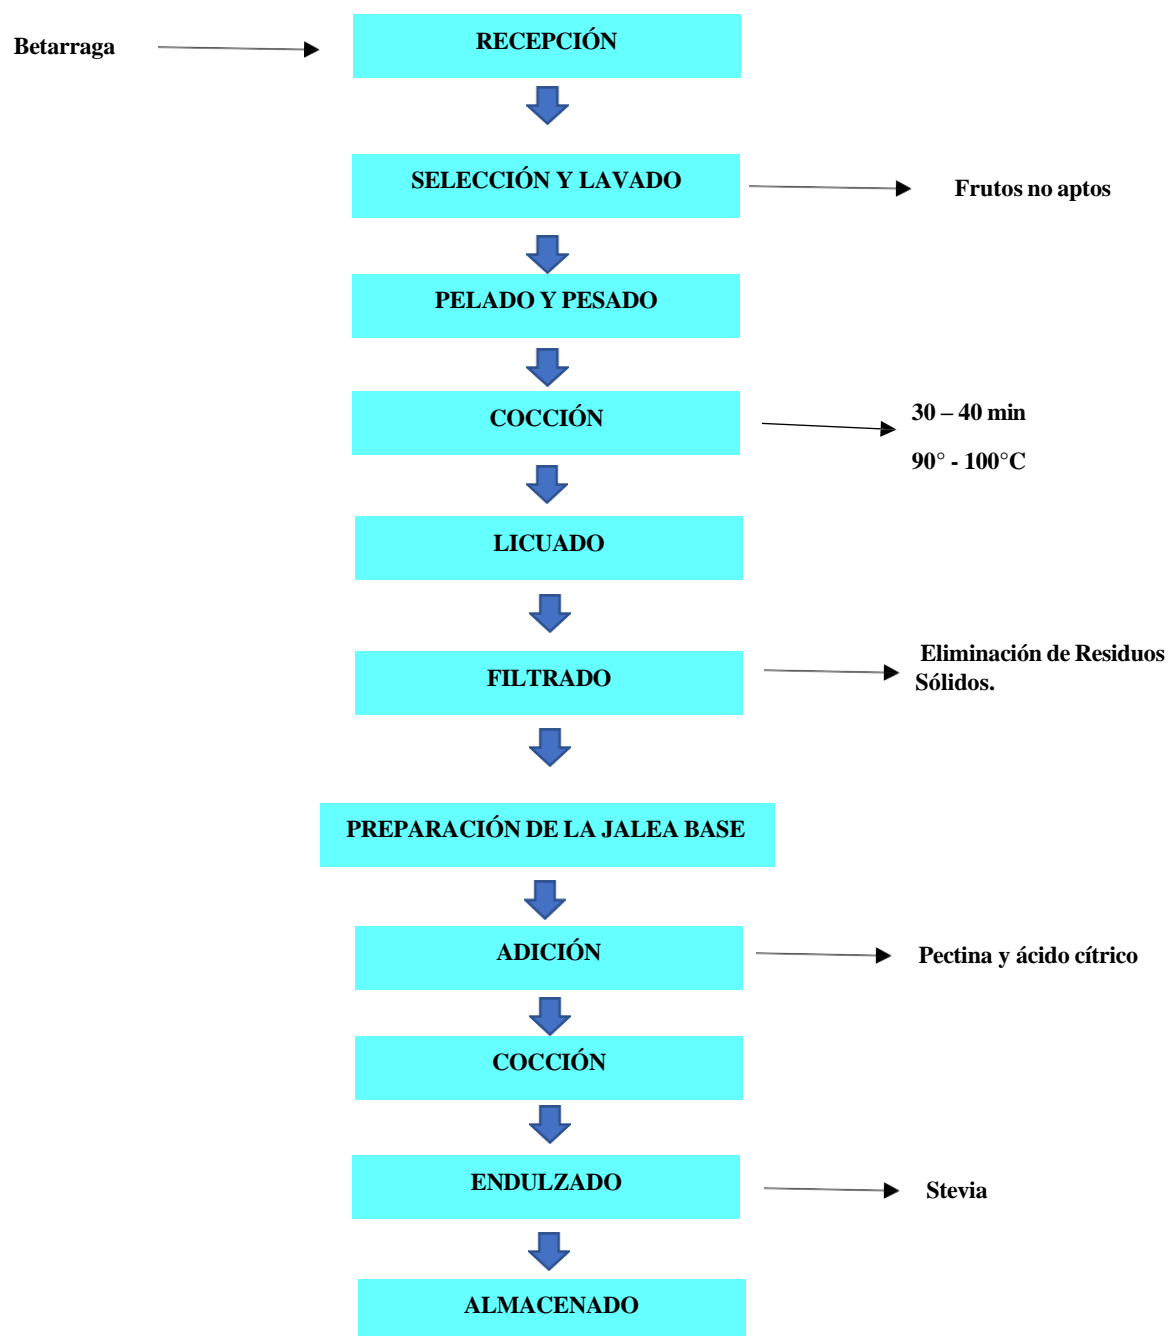 Betarraga
RECEPCIÓN
SELECCIÓN Y LAVADO
Frutos no aptos
PELADO Y PESADO
COCCIÓN
30 – 40 min
90° - 100°C
LICUADO
FILTRADO
Eliminación de Residuos
Sólidos.
PREPARACIÓN DE LA JALEA BASE
ADICIÓN
Pectina y ácido cítrico
COCCIÓN
ENDULZADO
Stevia
ALMACENADO